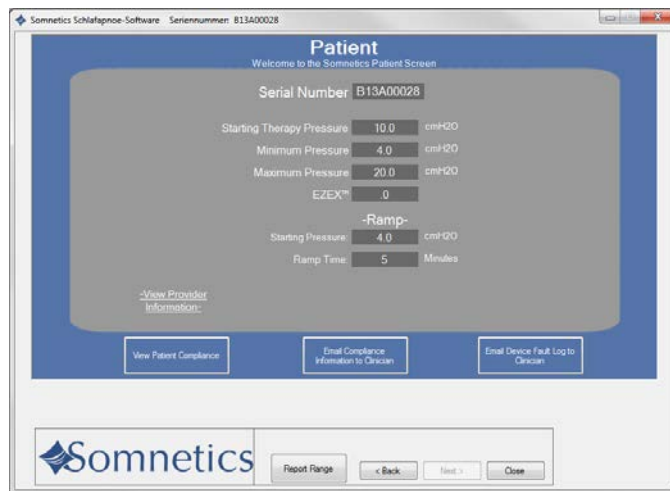 Somnetics Schlafapnoe-Software Seriennummer: B13A00028
Patient
Welcome to the Somnetics Patient Screen
Serial Number B13A00028
Starting Therapy Pressure 10.0 cmH2O
Minimum Pressure 4.0 cmH2O
Maximum Pressure 20.0 cmH2O
EZEX™ .0
-Ramp-
Starting Pressure: 4.0 cmH2O
Ramp Time: 5 Minutes
-View Provider
Information-
View Patient Compliance
Email Compliance
Information to Clinician
Email Device Fault Log to
Clinician
Somnetics
Report Range
< Back
Next >
Close